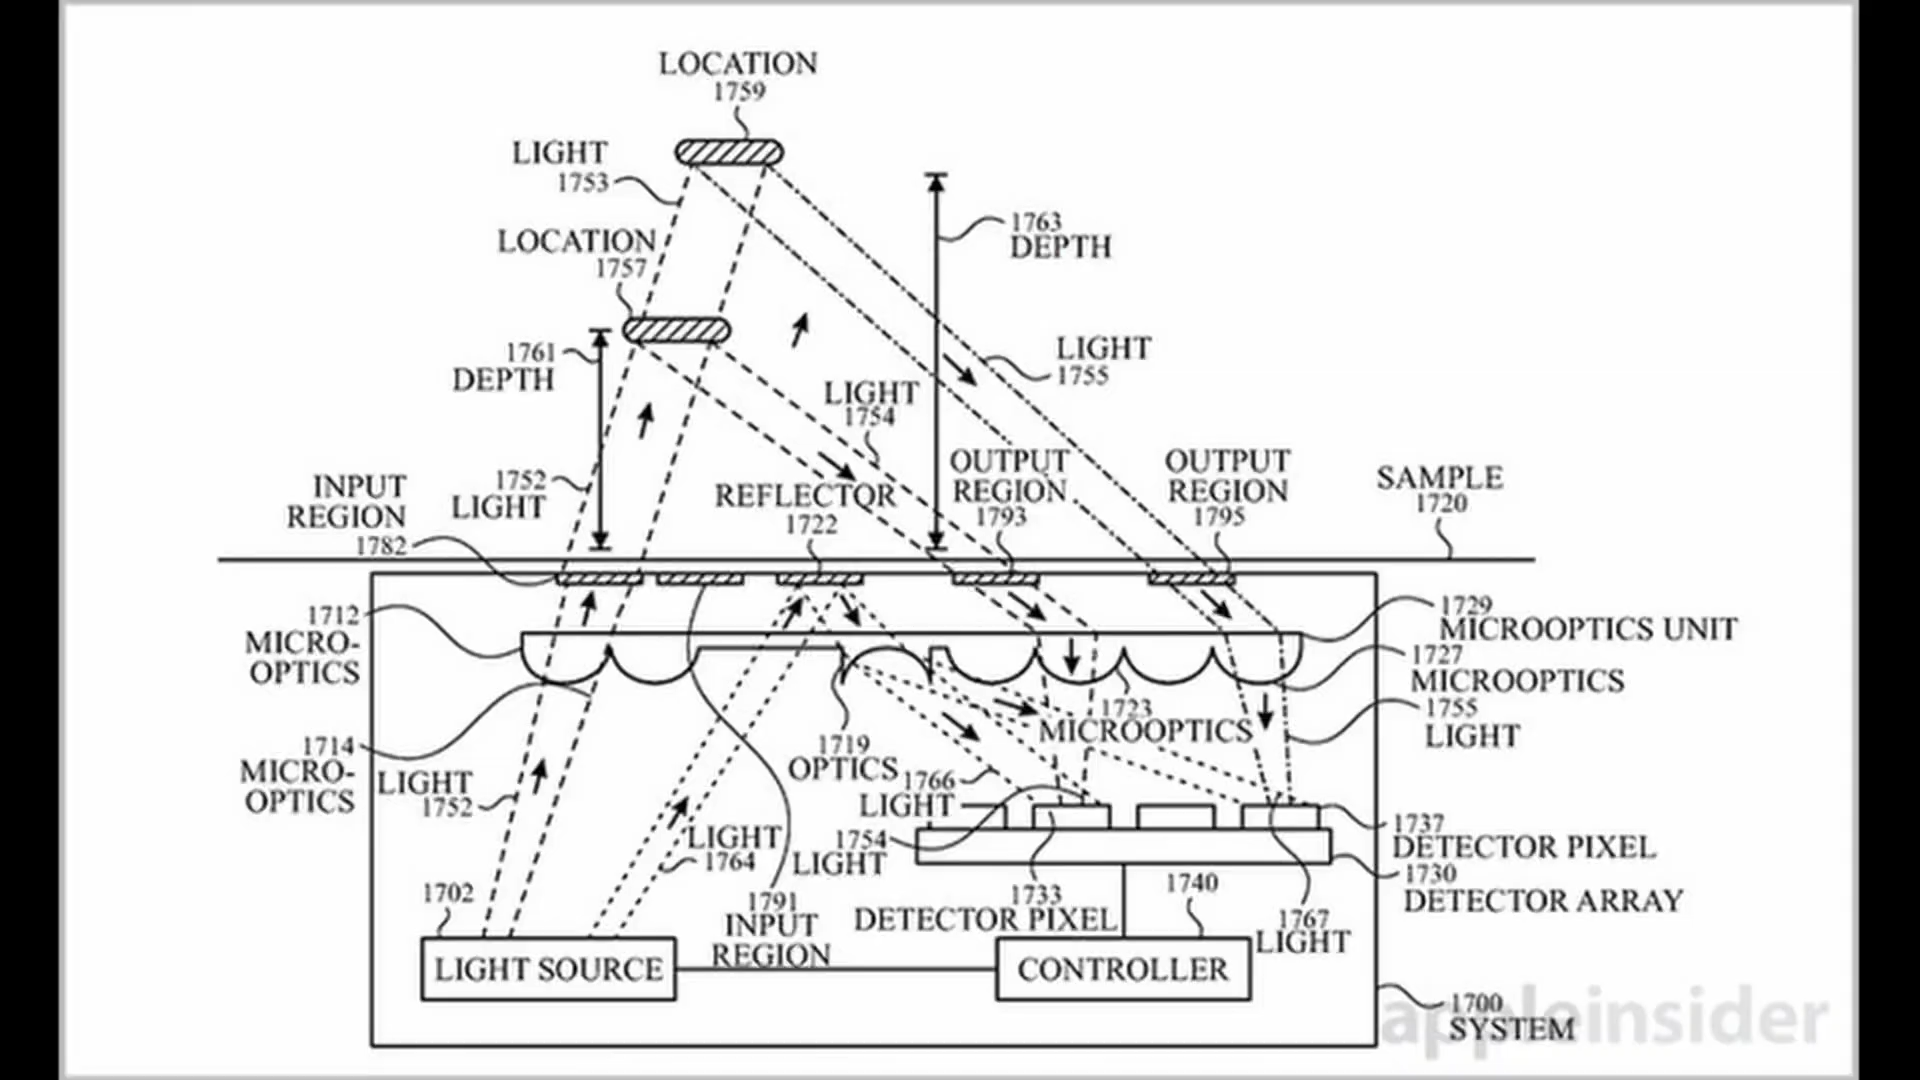 LOCATION
1759
LIGHT
1753
LOCATION
1757
1763
DEPTH
1761
DEPTH
LIGHT
1755
LIGHT
1754
1752
LIGHT
INPUT
REGION
1782
REFLECTOR
1722
OUTPUT
REGION
1793
OUTPUT
REGION
1795
SAMPLE
1720
1712
MICRO-
OPTICS
1729
MICROOPTICS UNIT
1727
MICROOPTICS
1723
MICROOPTICS
1755
LIGHT
1714
MICRO-
OPTICS
LIGHT
1752
1719
OPTICS
1766
LIGHT
LIGHT
1764
1754
LIGHT
1737
DETECTOR PIXEL
1730
DETECTOR ARRAY
1702
1791
INPUT
REGION
1733
DETECTOR PIXEL
1740
1767
LIGHT
LIGHT SOURCE
CONTROLLER
1700
SYSTEM
appleinsider